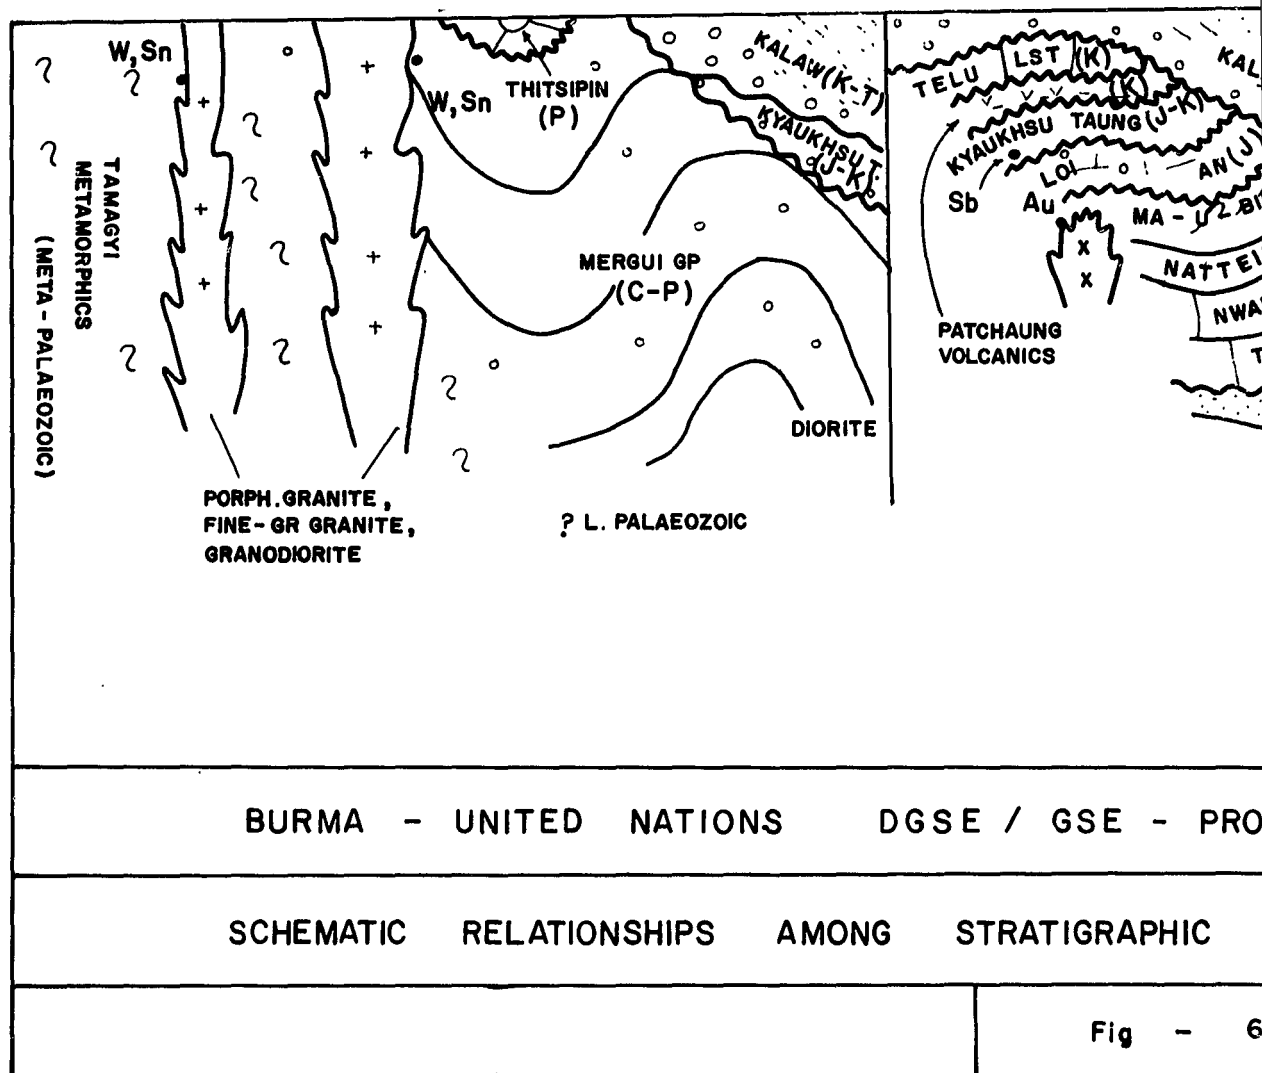 W,Sn
TAMAGYI
METAMORPHICS
(META - PALAEOZOIC)
W,Sn
THITSIPIN
(P)
KALAW(K-T)
KYAUKHSU T.
(J-K)
MERGUI GP
(C-P)
DIORITE
PORPH. GRANITE,
FINE-GR GRANITE,
GRANODIORITE
? L. PALAEOZOIC
TELU LST (K)
(K)
KYAUKHSU TAUNG (J-K)
LOI AN (J)
Sb
Au
PATCHAUNG
VOLCANICS
BURMA - UNITED NATIONS DGSE / GSE - PRO
SCHEMATIC RELATIONSHIPS AMONG STRATIGRAPHIC
Fig - 6